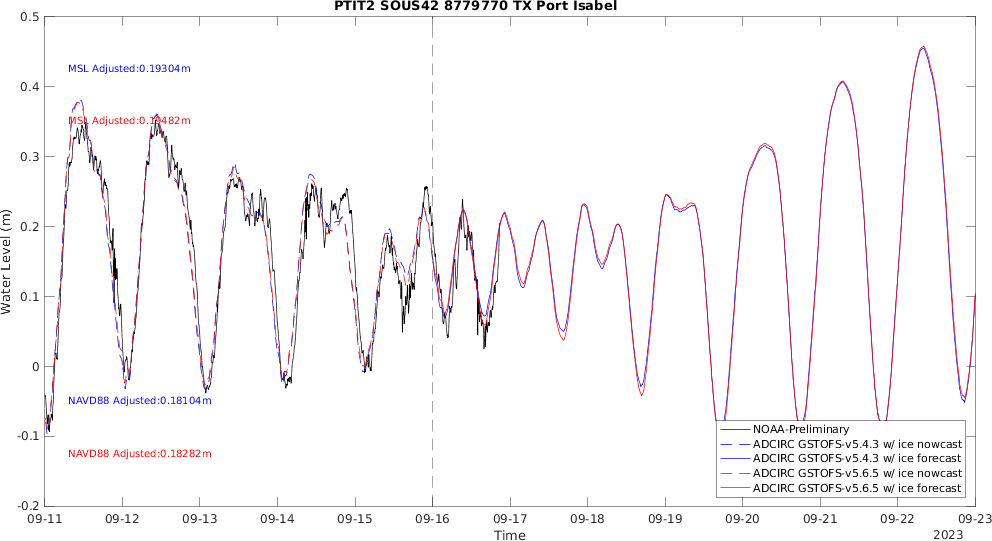 PTIT2 SOUS42 8779770 TX Port Isabel
0.5
0.4
0.3
0.2
0.1
0
-0.1
-0.2
Water Level (m)
MSL Adjusted:0.19304m
MSL Adjusted:0.19482m
NAVD88 Adjusted:0.18104m
NAVD88 Adjusted:0.18282m
NOAA-Preliminary
ADCIRC GSTOFS-v5.4.3 w/ ice nowcast
ADCIRC GSTOFS-v5.4.3 w/ ice forecast
ADCIRC GSTOFS-v5.6.5 w/ ice nowcast
ADCIRC GSTOFS-v5.6.5 w/ ice forecast
09-11 09-12 09-13 09-14 09-15 09-16 09-17 09-18 09-19 09-20 09-21 09-22 09-23
Time
2023